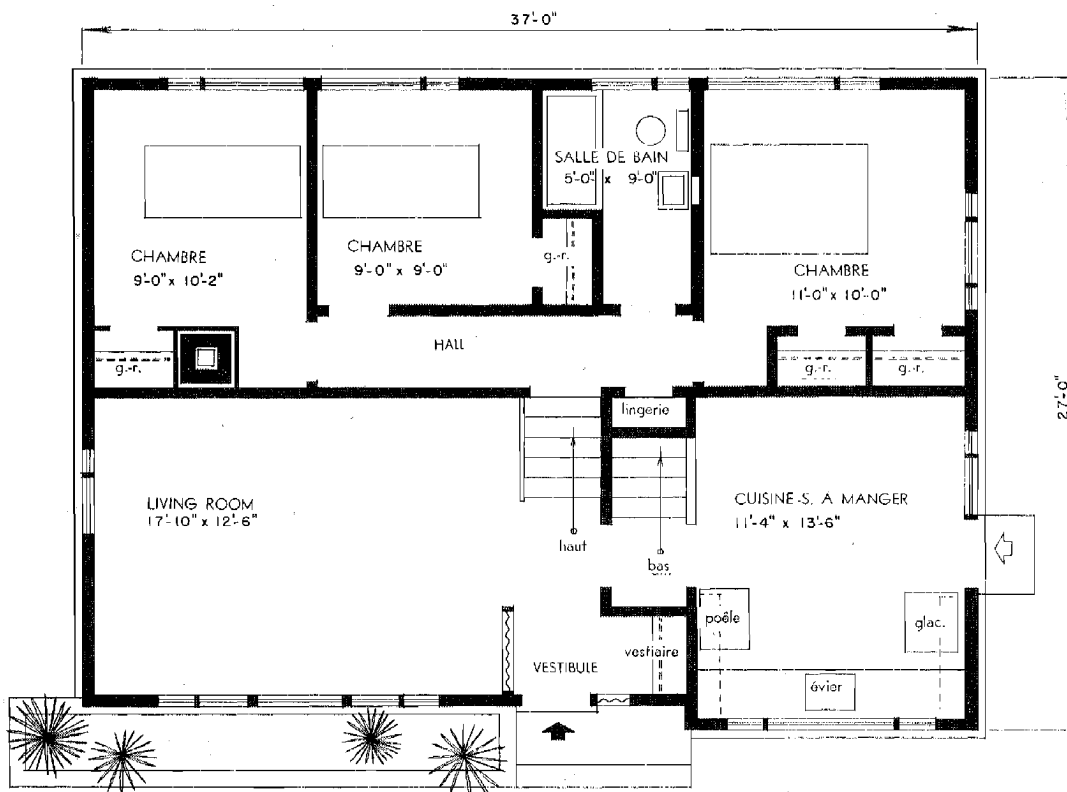 37'-0"
SALLE DE BAIN
5'-0" x 9'-0"
CHAMBRE
9'-0" x 10'-2"
CHAMBRE
9'-0" x 9'-0"
g.-r.
CHAMBRE
11'-0" x 10'-0"
HALL
g.-r.
g.-r.
g.-r.
27'-0"
lingerie
LIVING ROOM
17'-10" x 12'-6"
CUISINE-S. A MANGER
11'-4" x 13'-6"
haut
bas
poêle
glac.
vestiaire
VESTIBULE
évier